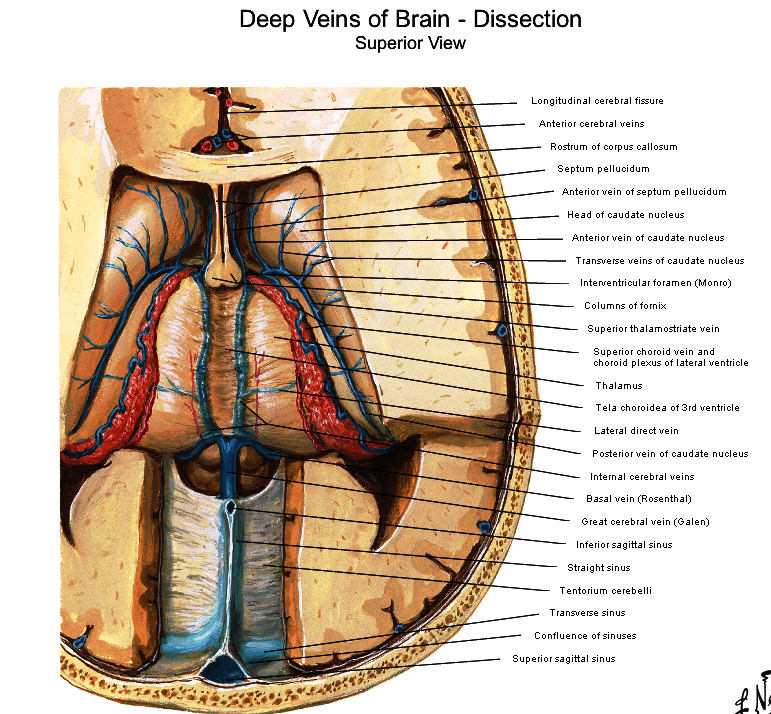 Deep Veins of Brain - Dissection
Superior View
Longitudinal cerebral fissure
Anterior cerebral veins
Rostrum of corpus callosum
Septum pellucidum
Anterior vein of septum pellucidum
Head of caudate nucleus
Anterior vein of caudate nucleus
Transverse veins of caudate nucleus
Interventricular foramen (Monro)
Columns of fornix
Superior thalamostriate vein
Superior choroid vein and
choroid plexus of lateral ventricle
Thalamus
Tela choroidea of 3rd ventricle
Lateral direct vein
Posterior vein of caudate nucleus
Internal cerebral veins
Basal vein (Rosenthal)
Great cerebral vein (Galen)
Inferior sagittal sinus
Straight sinus
Tentorium cerebelli
Transverse sinus
Confluence of sinuses
Superior sagittal sinus